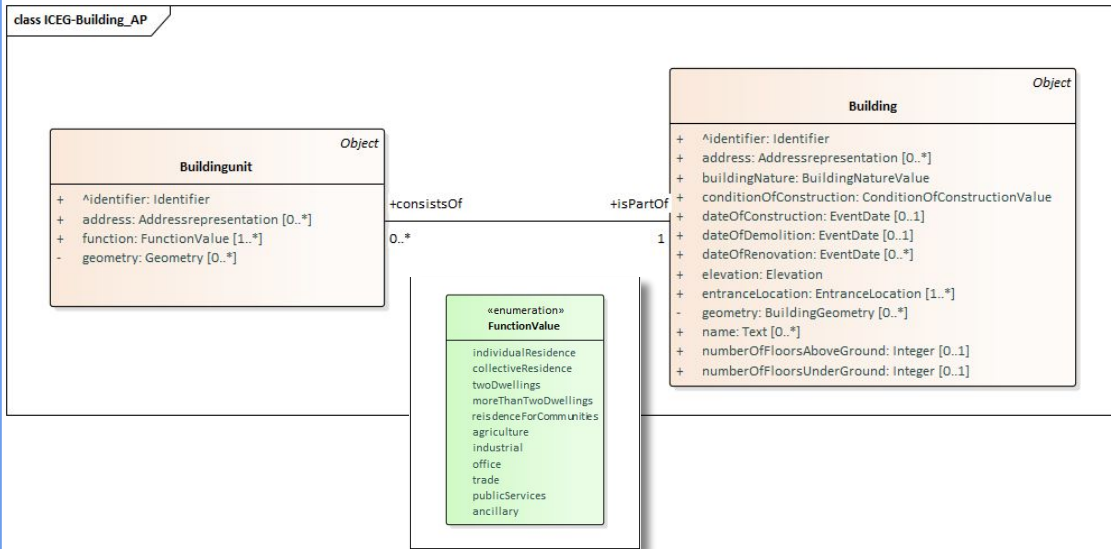 class ICEG-Building_AP
Object
Buildingunit
+ ^identifier: Identifier
+ address: Addressrepresentation [0..*]
+ function: FunctionValue [1..*]
- geometry: Geometry [0..*]
+consistsOf
0..*
+isPartOf
1
Object
Building
+ ^identifier: Identifier
+ address: Addressrepresentation [0..*]
+ buildingNature: BuildingNatureValue
+ conditionOfConstruction: ConditionOfConstructionValue
+ dateOfConstruction: EventDate [0..1]
+ dateOfDemolition: EventDate [0..1]
+ dateOfRenovation: EventDate [0..*]
+ elevation: Elevation
+ entranceLocation: EntranceLocation [1..*]
- geometry: BuildingGeometry [0..*]
+ name: Text [0..*]
+ numberOfFloorsAboveGround: Integer [0..1]
+ numberOfFloorsUnderGround: Integer [0..1]
«enumeration»
FunctionValue
individualResidence
collectiveResidence
twoDwellings
moreThanTwoDwellings
reisdenceForCommunities
agriculture
industrial
office
trade
publicServices
ancillary